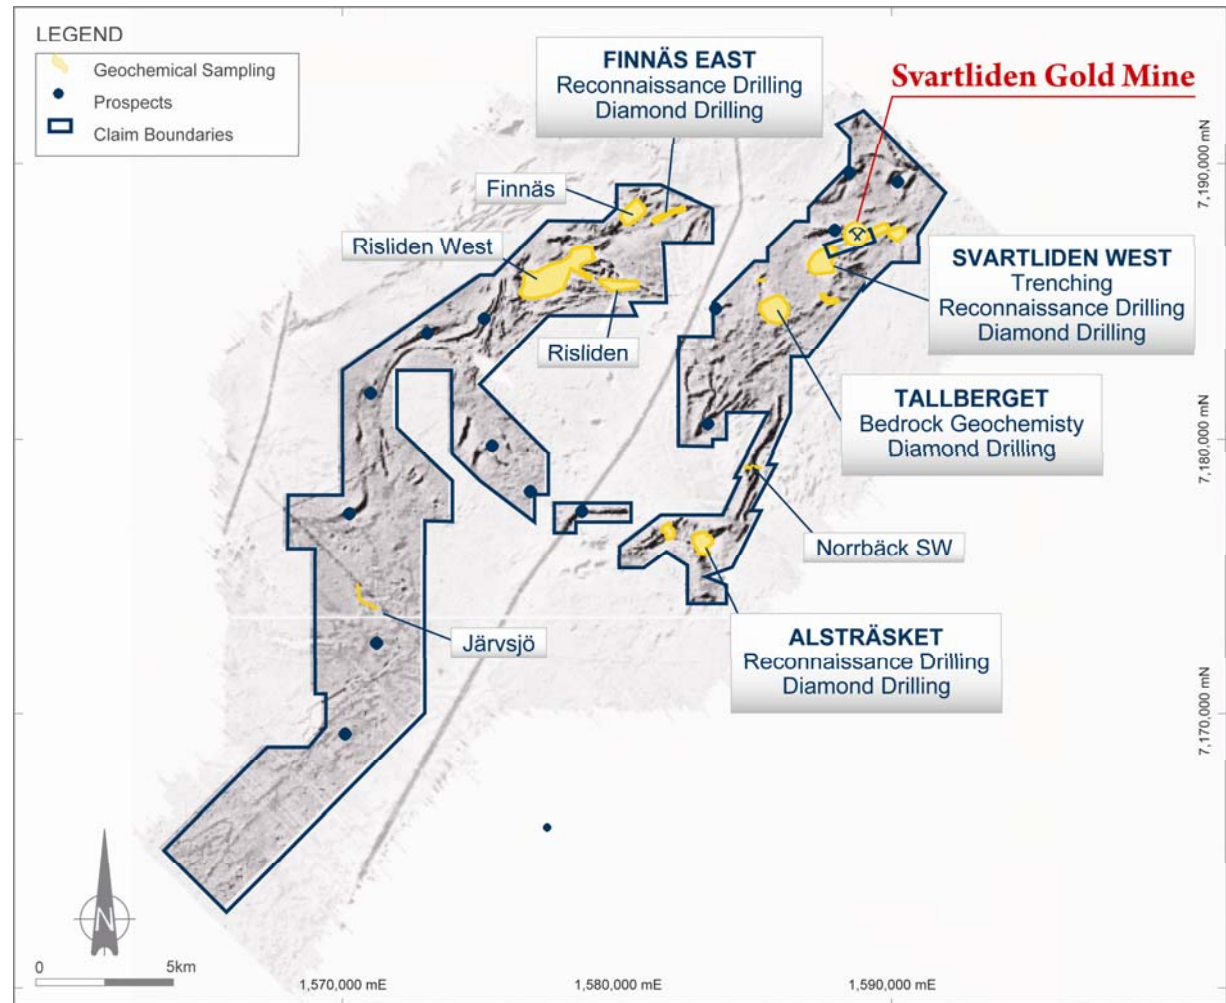 LEGEND
Geochemical Sampling
Prospects
Claim Boundaries
FINNÄS EAST
Reconnaissance Drilling
Diamond Drilling
Svartliden Gold Mine
Finnäs
Risliden West
Risliden
SVARTLIDEN WEST
Trenching
Reconnaissance Drilling
Diamond Drilling
TALLBERGET
Bedrock Geochemisty
Diamond Drilling
Norrbäck SW
Järvsjö
ALSTRÄSKET
Reconnaissance Drilling
Diamond Drilling
7,190,000 mN
7,180,000 mN
7,170,000 mN
N
0 5km
1,570,000 mE
1,580,000 mE
1,590,000 mE